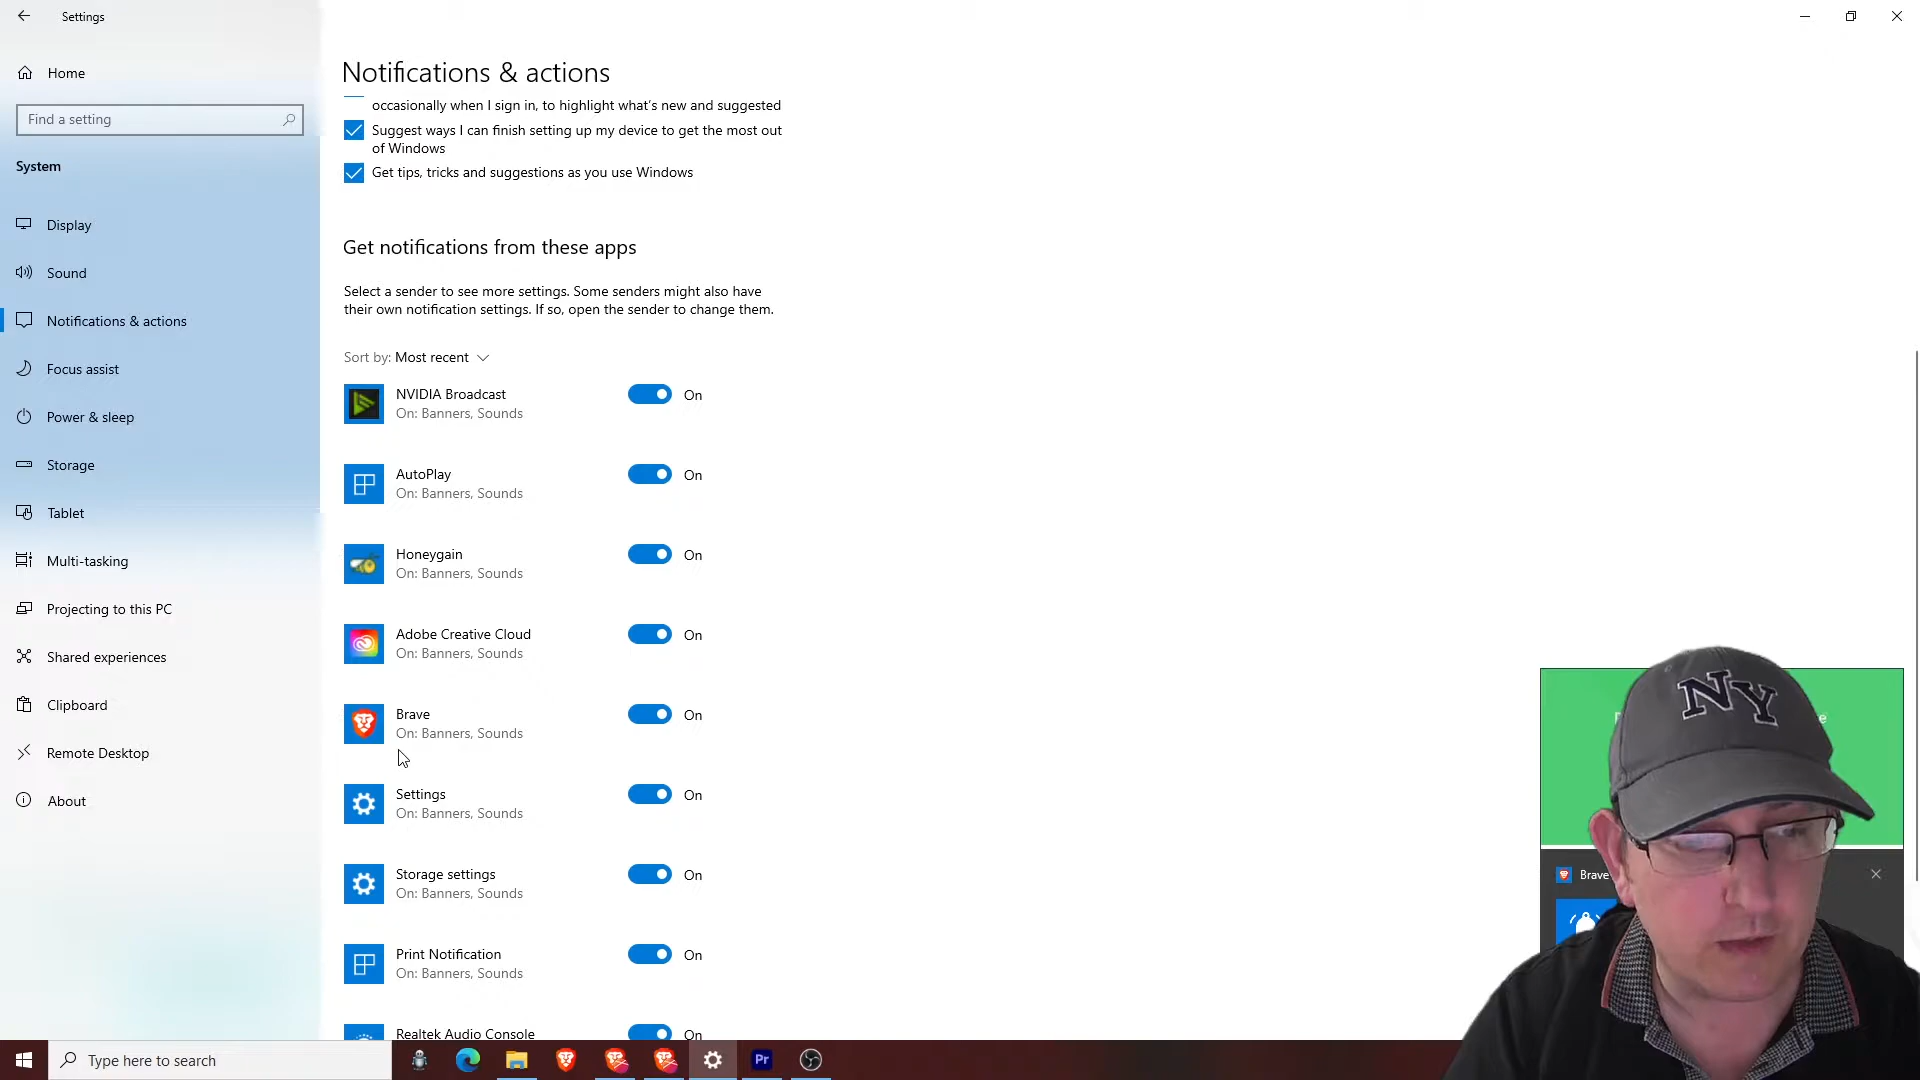 Settings
Home
Find a setting
System
Display
Sound
Notifications & actions
Focus assist
Power & sleep
Storage
Tablet
Multi-tasking
Projecting to this PC
Shared experiences
Clipboard
Remote Desktop
About
Notifications & actions
occasionally when I sign in, to highlight what's new and suggested
Suggest ways I can finish setting up my device to get the most out
of Windows
Get tips, tricks and suggestions as you use Windows
Get notifications from these apps
Select a sender to see more settings. Some senders might also have
their own notification settings. If so, open the sender to change them.
Sort by: Most recent
NVIDIA Broadcast
On: Banners, Sounds
On
AutoPlay
On: Banners, Sounds
On
Honeygain
On: Banners, Sounds
On
Adobe Creative Cloud
On: Banners, Sounds
On
Brave
On: Banners, Sounds
On
Settings
On: Banners, Sounds
On
Storage settings
On: Banners, Sounds
On
Print Notification
On: Banners, Sounds
On
Realtek Audio Console
On
NY
Brave
Type here to search
Pr